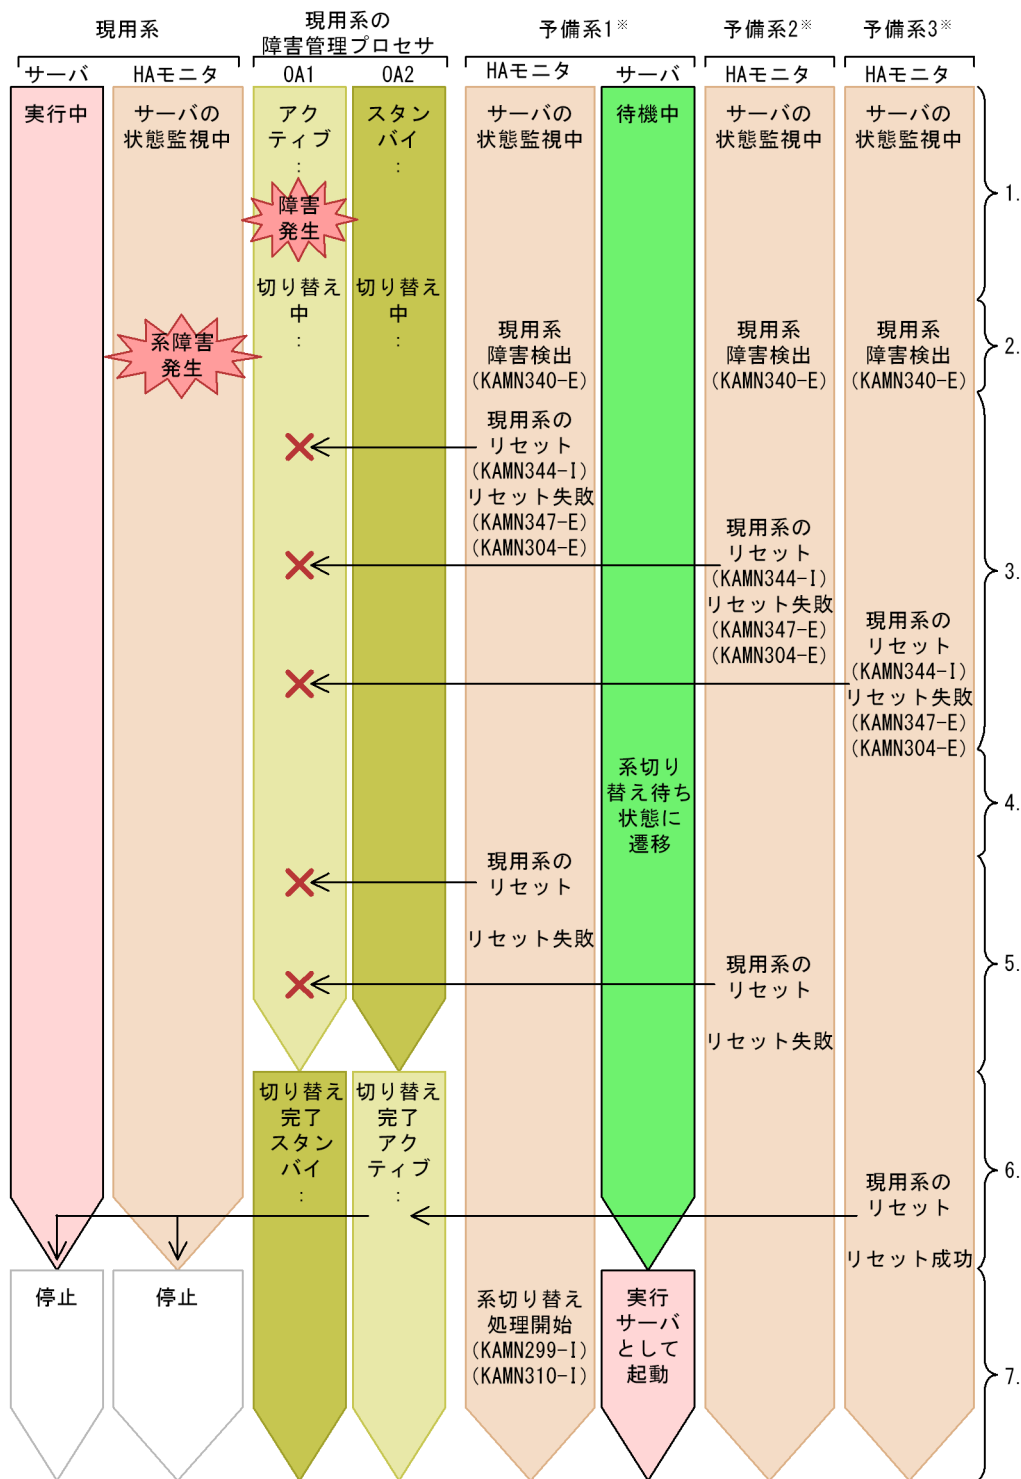 現用系
現用系の
障害管理プロセサ
予備系1※
予備系2※
予備系3※
サーバ
HAモニタ
OA1
OA2
HAモニタ
サーバ
HAモニタ
HAモニタ
実行中
サーバの
状態監視中
アク
ティブ
:
スタン
バイ
:
サーバの
状態監視中
待機中
サーバの
状態監視中
サーバの
状態監視中
障害
発生
1.
切り替え
中
:
切り替え
中
:
系障害
発生
現用系
障害検出
(KAMN340-E)
現用系
障害検出
(KAMN340-E)
現用系
障害検出
(KAMN340-E)
2.
現用系の
リセット
(KAMN344-I)
リセット失敗
(KAMN347-E)
(KAMN304-E)
現用系の
リセット
(KAMN344-I)
リセット失敗
(KAMN347-E)
(KAMN304-E)
現用系の
リセット
(KAMN344-I)
リセット失敗
(KAMN347-E)
(KAMN304-E)
3.
系切り
替え待ち
状態に
遷移
4.
現用系の
リセット
リセット失敗
現用系の
リセット
リセット失敗
5.
切り替え
完了
スタン
バイ
:
切り替え
完了
アク
ティブ
:
現用系の
リセット
リセット成功
6.
停止
停止
系切り替え
処理開始
(KAMN299-I)
(KAMN310-I)
実行
サーバ
として
起動
7.